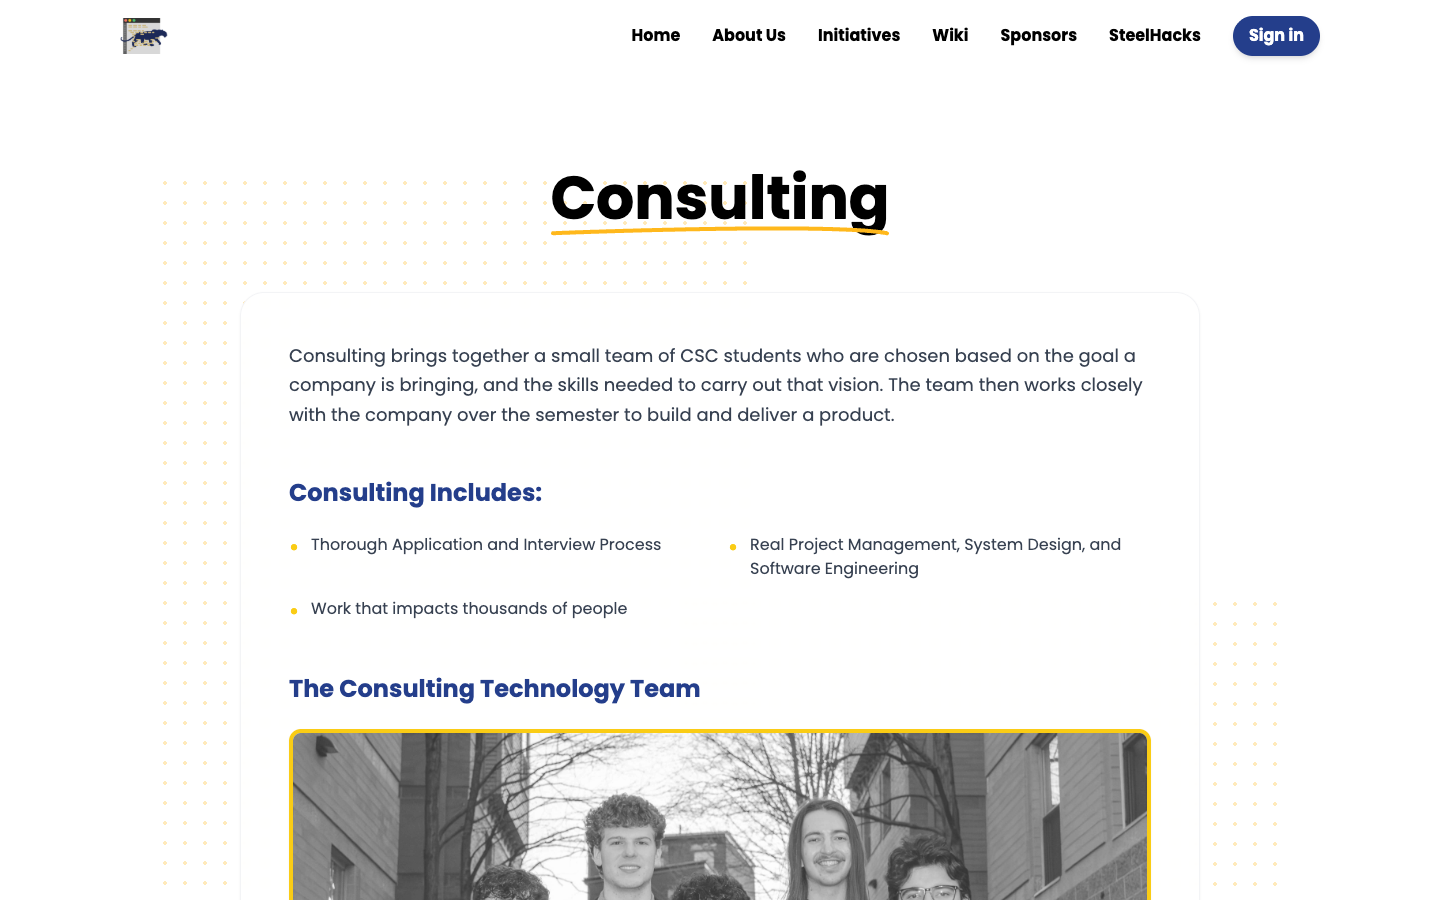 Home About Us Initiatives Wiki Sponsors SteelHacks Sign in
Consulting
Consulting brings together a small team of CSC students who are chosen based on the goal a
company is bringing, and the skills needed to carry out that vision. The team then works closely
with the company over the semester to build and deliver a product.
Consulting Includes:
Thorough Application and Interview Process
Real Project Management, System Design, and
Software Engineering
Work that impacts thousands of people
The Consulting Technology Team